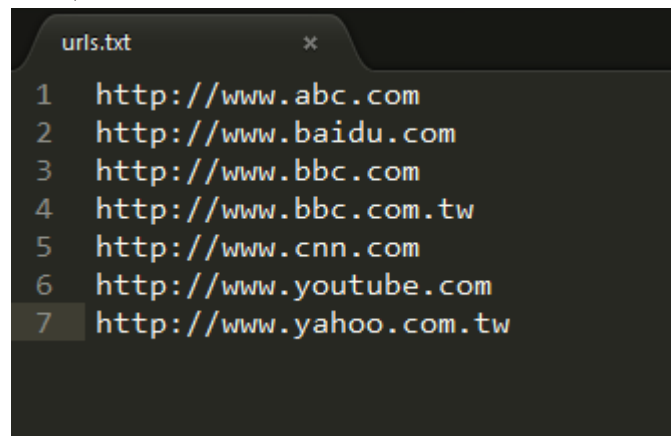 urls.txt ×
1 http://www.abc.com
2 http://www.baidu.com
3 http://www.bbc.com
4 http://www.bbc.com.tw
5 http://www.cnn.com
6 http://www.youtube.com
7 http://www.yahoo.com.tw